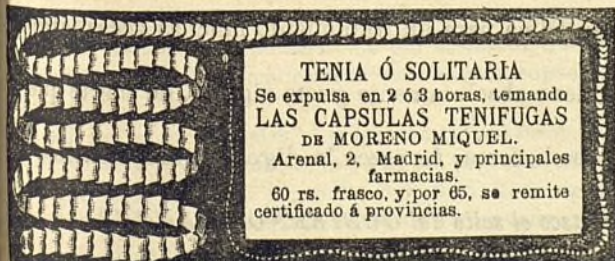 TENIA Ó SOLITARIA
Se expulsa en 2 ó 3 horas, temando
LAS CAPSULAS TENIFUGAS
DE MORENO MIQUEL.
Arenal, 2, Madrid, y principales
farmacias.
60 rs. frasco, y por 65, se remite
certificado á provincias.